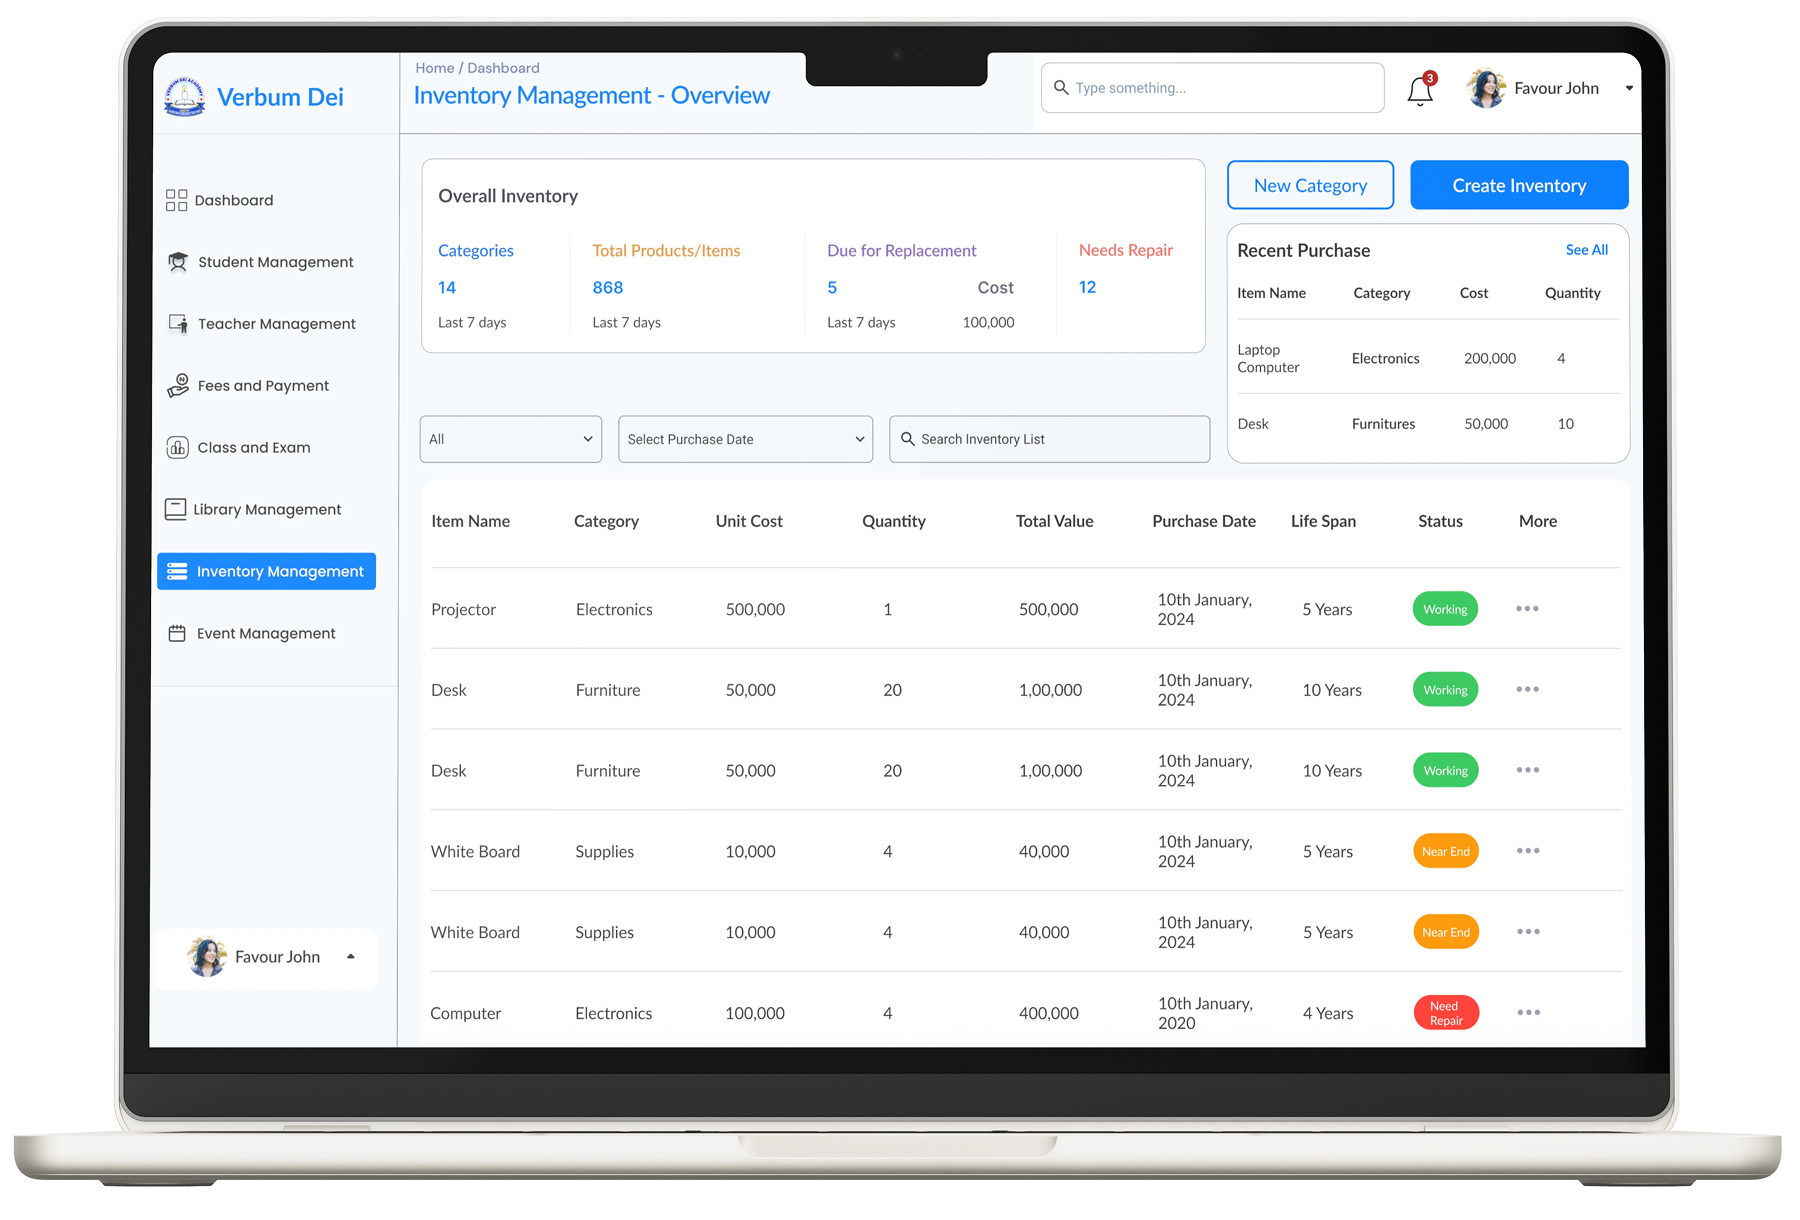 Verbum Dei
Home / Dashboard
Inventory Management - Overview
Type something...
3
Favour John
Dashboard
Student Management
Teacher Management
Fees and Payment
Class and Exam
Library Management
Inventory Management
Event Management
Favour John
Overall Inventory
Categories
14
Last 7 days
Total Products/Items
868
Last 7 days
Due for Replacement
5 Cost
Last 7 days 100,000
Needs Repair
12
New Category
Create Inventory
Recent Purchase See All
Item Name Category Cost Quantity
Laptop
Computer Electronics 200,000 4
Desk Furnitures 50,000 10
All
Select Purchase Date
Search Inventory List
Item Name Category Unit Cost Quantity Total Value Purchase Date Life Span Status More
Projector Electronics 500,000 1 500,000 10th January,
2024 5 Years Working
Desk Furniture 50,000 20 1,00,000 10th January,
2024 10 Years Working
Desk Furniture 50,000 20 1,00,000 10th January,
2024 10 Years Working
White Board Supplies 10,000 4 40,000 10th January,
2024 5 Years Near End
White Board Supplies 10,000 4 40,000 10th January,
2024 5 Years Near End
Computer Electronics 100,000 4 400,000 10th January,
2020 4 Years Need
Repair